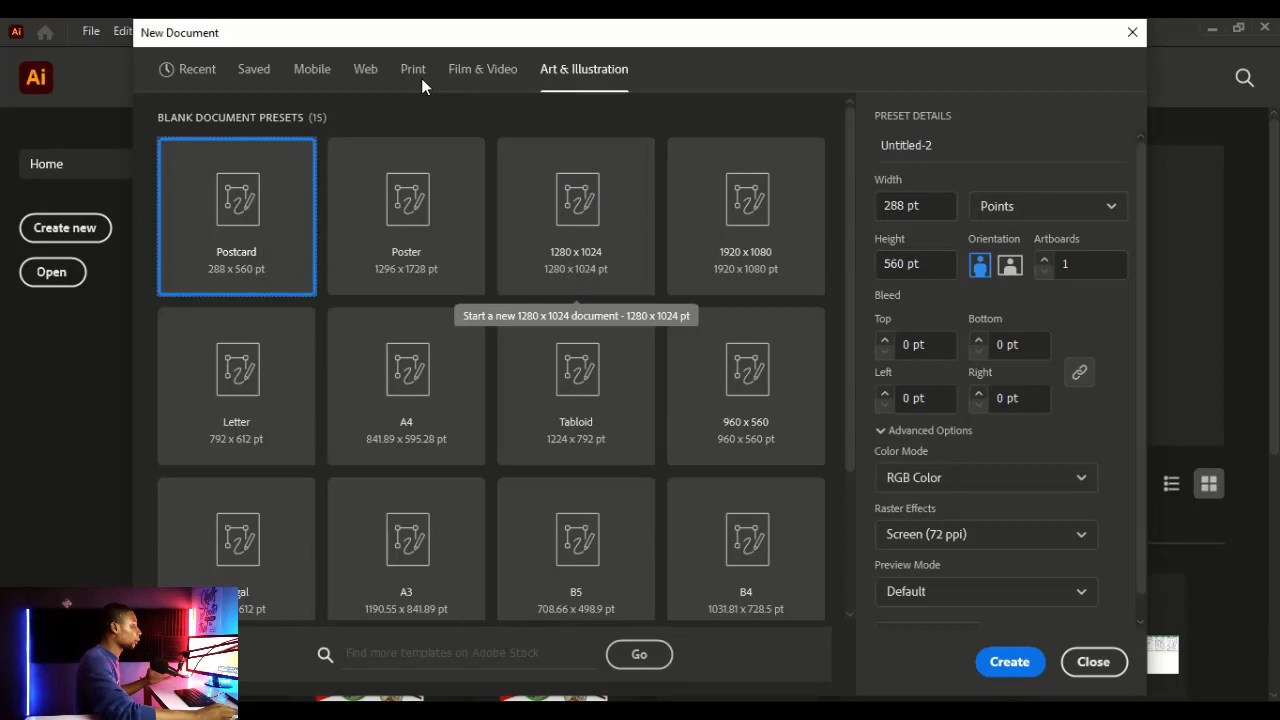 Ai
File
Edit
New Document
Ai
Recent
Saved
Mobile
Web
Print
Film & Video
Art & Illustration
BLANK DOCUMENT PRESETS (15)
Home
Create new
Open
Postcard
288 x 560 pt
Poster
1296 x 1728 pt
1280 x 1024
1280 x 1024 pt
1920 x 1080
1920 x 1080 pt
Start a new 1280 x 1024 document - 1280 x 1024 pt
Letter
792 x 612 pt
A4
841.89 x 595.28 pt
Tabloid
1224 x 792 pt
960 x 560
960 x 560 pt
A3
1190.55 x 841.89 pt
B5
708.66 x 498.9 pt
B4
1031.81 x 728.5 pt
Find more templates on Adobe Stock
Go
PRESET DETAILS
Untitled-2
Width
288 pt
Points
Height
Orientation
Artboards
560 pt
1
Bleed
Top
Bottom
0 pt
0 pt
Left
Right
0 pt
0 pt
Advanced Options
Color Mode
RGB Color
Raster Effects
Screen (72 ppi)
Preview Mode
Default
Create
Close